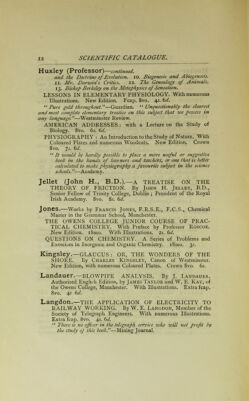 22 SCIENTIFIC CATALOGUE.
Huxley (Professor)—continued.
and the Doctrine of Evolution. 10. Biogenesis and Abiogenesis.
11. Mr. Darwin's Critics. 12. The Genealogy of Animals.
13. Bishop Berkeley on the Metaphysics of Sensation.
LESSONS IN ELEMENTARY PHYSIOLOGY. With numerous
Illustrations. New Edition. Fcap. 8vo. 4s. 6d.
"Pure gold throughout."—Guardian. "Unquestionably the clearest
and most complete elementary treatise on this subject that we possess in
any language."—Westminster Review.
AMERICAN ADDRESSES: with a Lecture on the Study of
Biology. 8vo. 6s. 6d.
PHYSIOGRAPHY: An Introduction to the Study of Nature. With
Coloured Plates and numerous Woodcuts. New Edition. Crown
8vo. 7s. 6d.
"It would be hardly possible to place a more useful or suggestive
book in the hands of learners and teachers, or one that is better
calculated to make physiography a favourite subject in the science
schools."—Academy.
Jellet (John H., B.D.).—A TREATISE ON THE
THEORY OF FRICTION. By JOHN H. JELLET, B.D.,
Senior Fellow of Trinity College, Dublin; President of the Royal
Irish Academy. 8vo. 8s. 6d.
Jones.—Works by FRANCIS JONES, F.R.S.E., F.C.S., Chemical
Master in the Grammar School, Manchester.
THE OWENS COLLEGE JUNIOR COURSE OF PRAC-
TICAL CHEMISTRY. With Preface by Professor ROSCOE.
New Edition. 18mo. With Illustrations. 2s. 6d.
QUESTIONS ON CHEMISTRY. A Series of Problems and
Exercises in Inorganic and Organic Chemistry. 18mo. 3s.
Kingsley.—GLAUCUS: OR, THE WONDERS OF THE
SHORE. By CHARLES KINGSLEY, Canon of Westminster.
New Edition, with numerous Coloured Plates. Crown 8vo. 6s.
Landauer.—BLOWPIPE ANALYSIS. By J. LANDAUER.
Authorized English Edition, by JAMES TAYLOR and W. E. KAY, of
the Owens College, Manchester. With Illustrations. Extra fcap.
8vo. 4s. 6d.
Langdon.—THE APPLICATION OF ELECTRICITY TO
RAILWAY WORKING. By W. E. LANGDON, Member of the
Society of Telegraph Engineers. With numerous Illustrations.
Extra fcap. 8vo. 4s. 6d.
"There is no officer in the telegraph service who will not profit by
the study of this book."—Mining Journal.